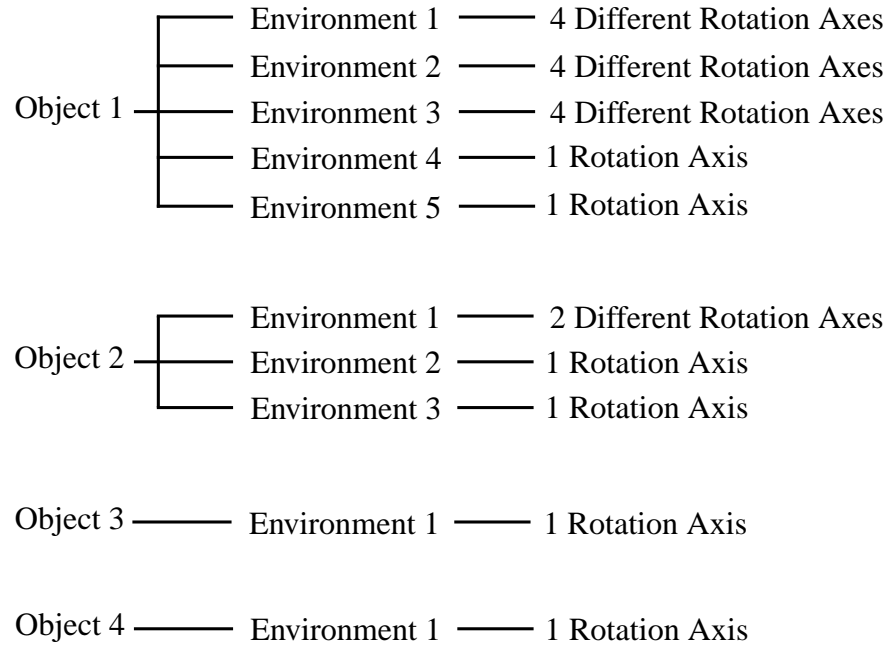 Environment 1 4 Different Rotation Axes
Environment 2 4 Different Rotation Axes
Object 1 Environment 3 4 Different Rotation Axes
Environment 4 1 Rotation Axis
Environment 5 1 Rotation Axis
Environment 1 2 Different Rotation Axes
Object 2 Environment 2 1 Rotation Axis
Environment 3 1 Rotation Axis
Object 3 Environment 1 1 Rotation Axis
Object 4 Environment 1 1 Rotation Axis